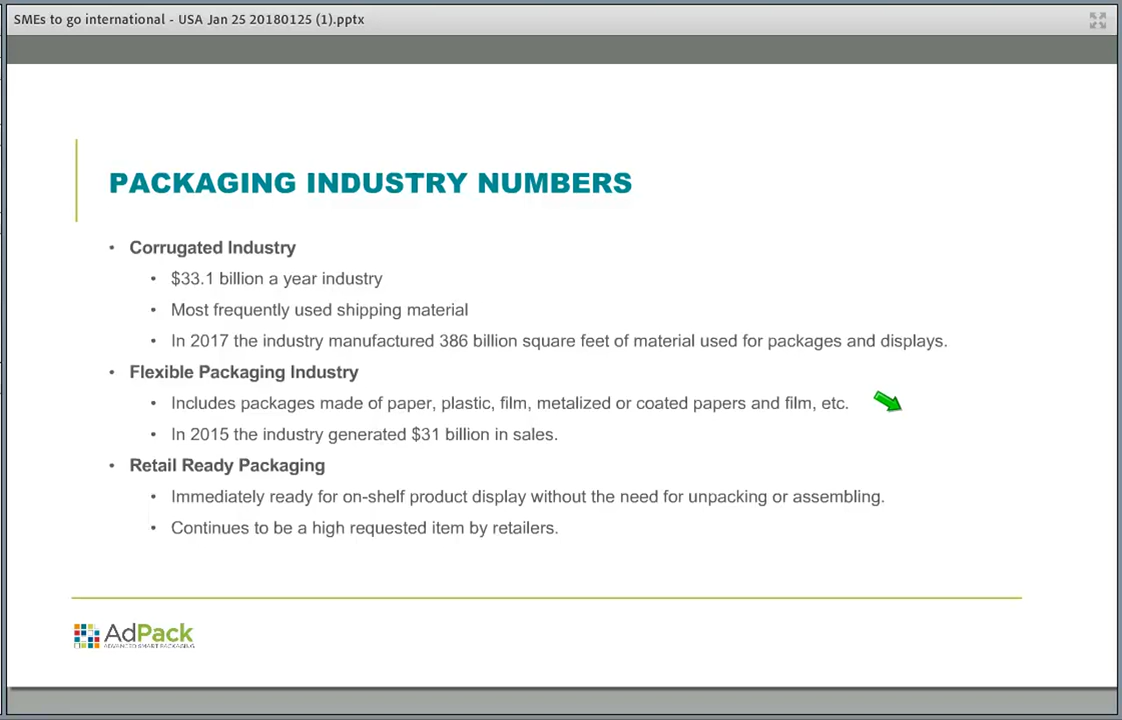 SMEs to go international - USA Jan 25 20180125 (1).pptx
PACKAGING INDUSTRY NUMBERS
• Corrugated Industry
• $33.1 billion a year industry
• Most frequently used shipping material
• In 2017 the industry manufactured 386 billion square feet of material used for packages and displays.
• Flexible Packaging Industry
• Includes packages made of paper, plastic, film, metalized or coated papers and film, etc.
• In 2015 the industry generated $31 billion in sales.
• Retail Ready Packaging
• Immediately ready for on-shelf product display without the need for unpacking or assembling.
• Continues to be a high requested item by retailers.
AdPack
ADVANCED SMART PACKAGING